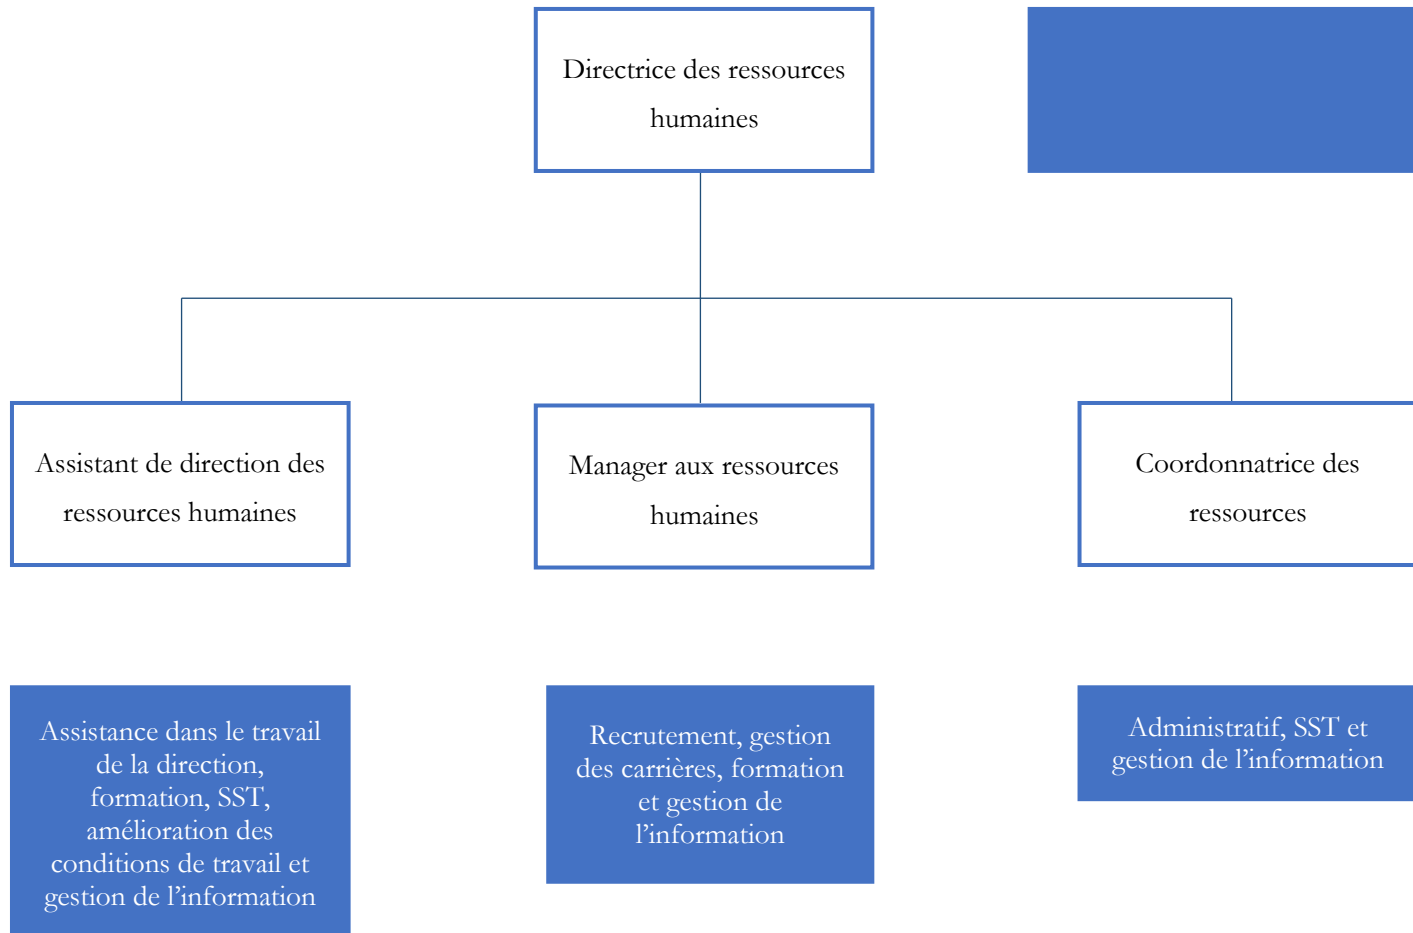 Directrice des ressources
humaines
Assistant de direction des
ressources humaines
Manager aux ressources
humaines
Coordonnatrice des
ressources
Assistance dans le travail
de la direction,
formation, SST,
amélioration des
conditions de travail et
gestion de l’information
Recrutement, gestion
des carrières, formation
et gestion de
l’information
Administratif, SST et
gestion de l’information